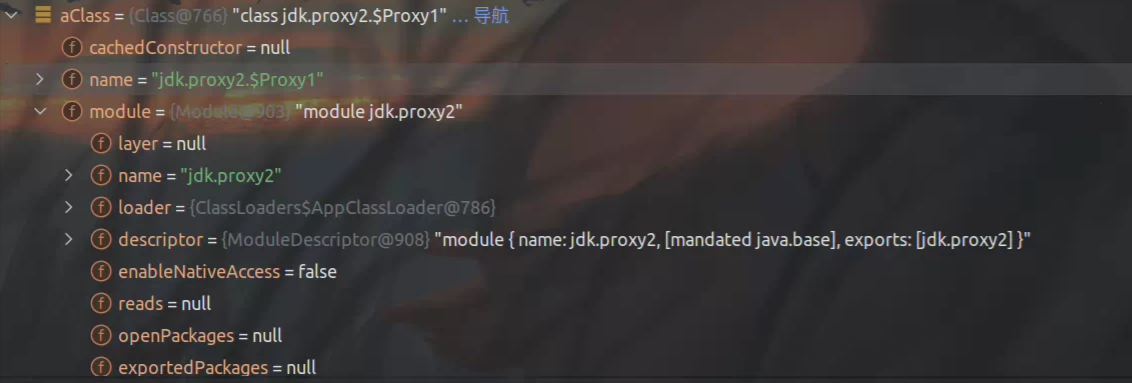 aClass = {Class@766} "class jdk.proxy2.$Proxy1" ... 导航
f cachedConstructor = null
f name = "jdk.proxy2.$Proxy1"
f module = {Module@903} "module jdk.proxy2"
f layer = null
f name = "jdk.proxy2"
f loader = {ClassLoaders$AppClassLoader@786}
f descriptor = {ModuleDescriptor@908} "module { name: jdk.proxy2, [mandated java.base], exports: [jdk.proxy2] }"
f enableNativeAccess = false
f reads = null
f openPackages = null
f exportedPackages = null